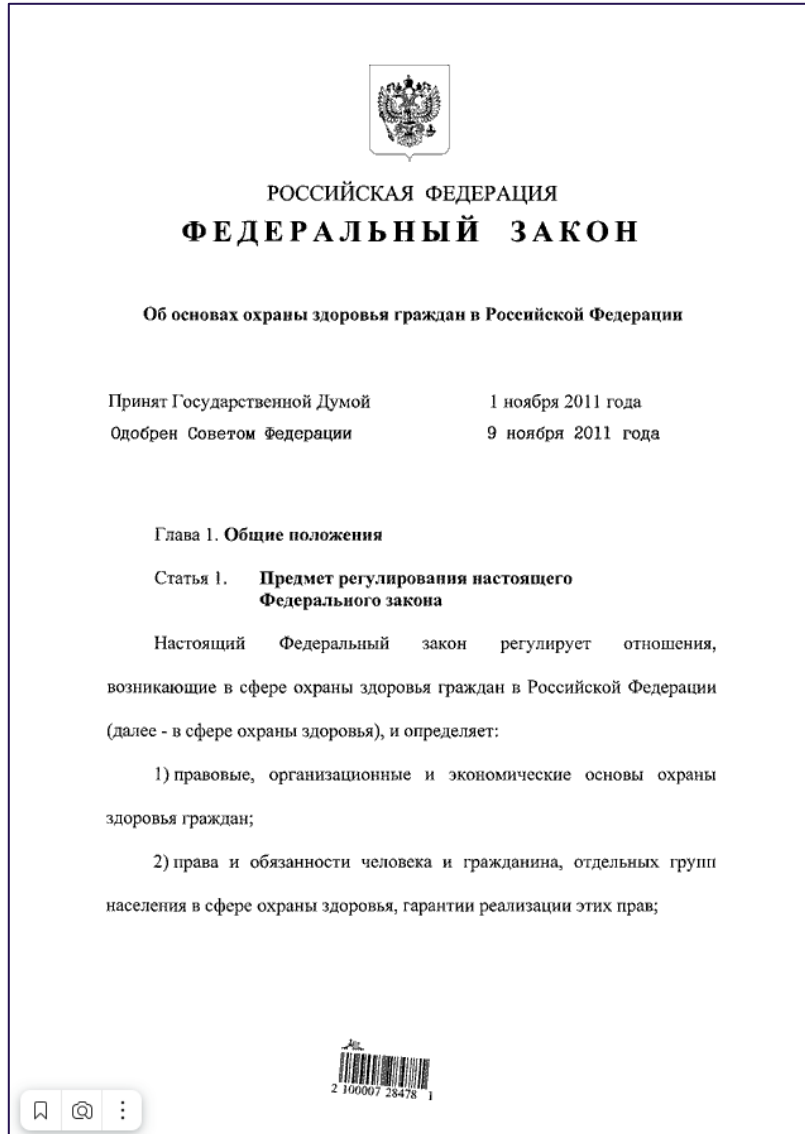 РОССИЙСКАЯ ФЕДЕРАЦИЯ
ФЕДЕРАЛЬНЫЙ ЗАКОН
Об основах охраны здоровья граждан в Российской Федерации
Принят Государственной Думой 1 ноября 2011 года
Одобрен Советом Федерации 9 ноября 2011 года
Глава 1. Общие положения
Статья 1. Предмет регулирования настоящего
Федерального закона
Настоящий Федеральный закон регулирует отношения,
возникающие в сфере охраны здоровья граждан в Российской Федерации
(далее - в сфере охраны здоровья), и определяет:
1) правовые, организационные и экономические основы охраны
здоровья граждан;
2) права и обязанности человека и гражданина, отдельных групп
населения в сфере охраны здоровья, гарантии реализации этих прав;
2 100007 28478 1